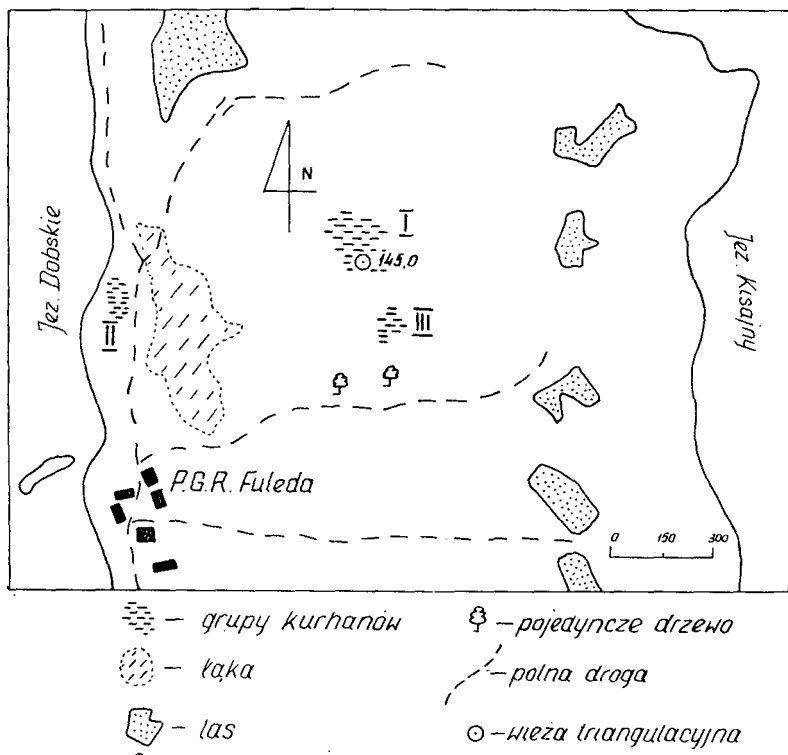 Jez. Dobskie
N
I
145,0
II
III
Jez. Kisajny
P.G.R. Fuleda
0 150 300
– grupy kurhanów
– łąka
– las
– pojedyncze drzewo
– polna droga
– wieża triangulacyjna